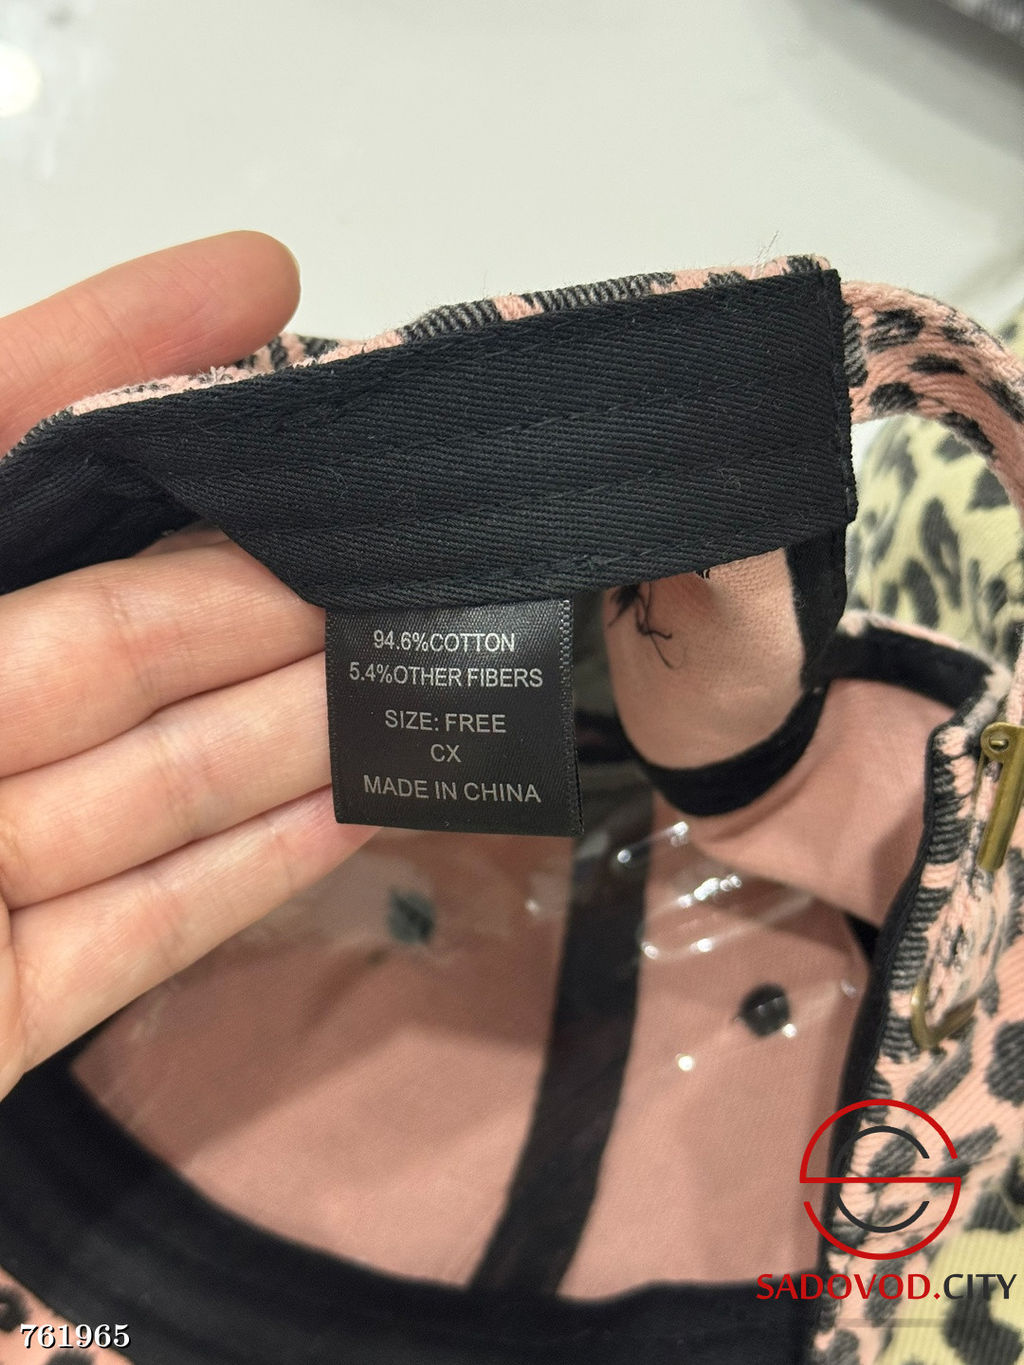 94.6%COTTON
5.4%OTHER FIBERS
SIZE: FREE
CX
MADE IN CHINA
SADOVOD.CITY
761965